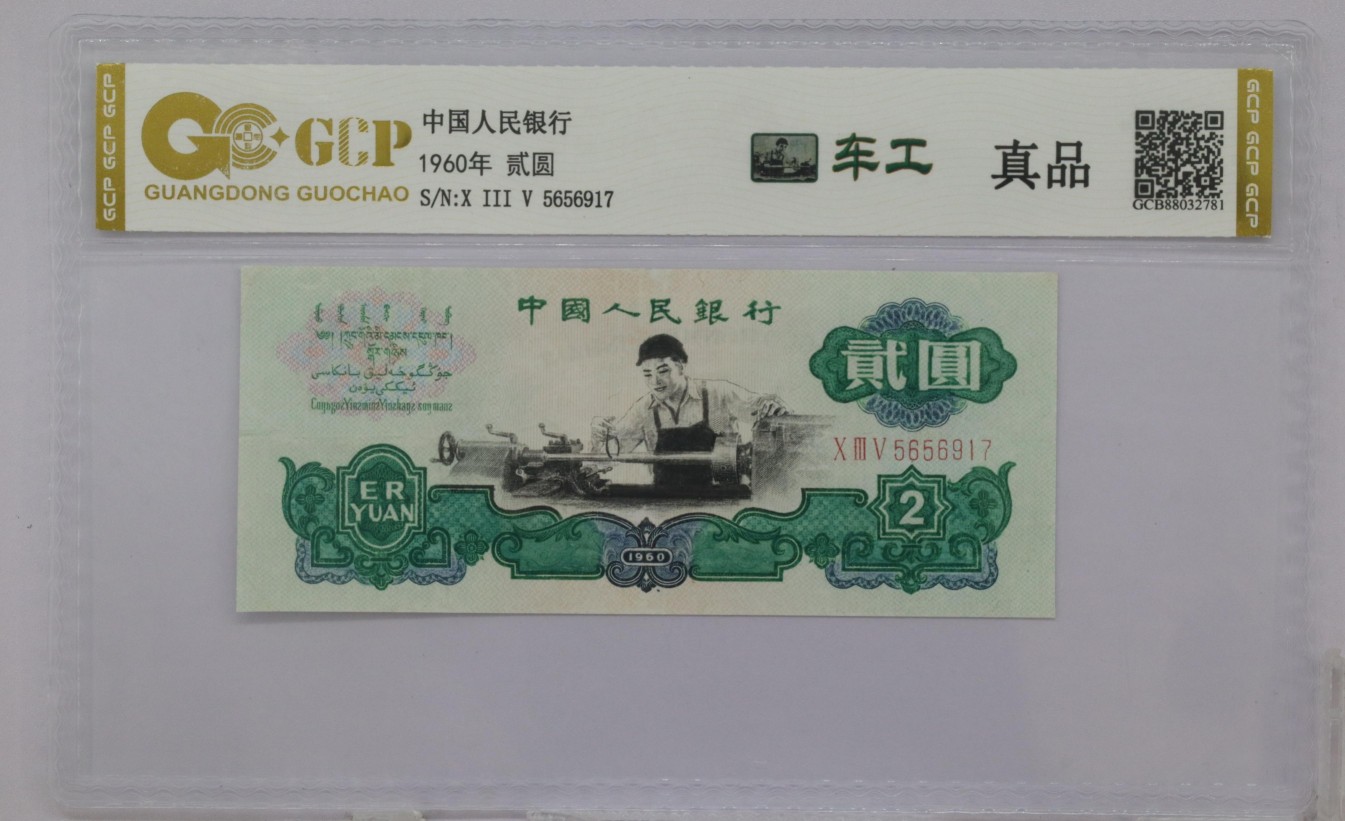 GCP GCP GCP
GCP
GUANGDONG GUOCHAO
中国人民银行
1960年 贰圆
S/N:X III V 5656917
车工
真品
GCB88032781
GCP GCP GCP
中國人民銀行
貳圓
X III V 5656917
ER
YUAN
2
1960